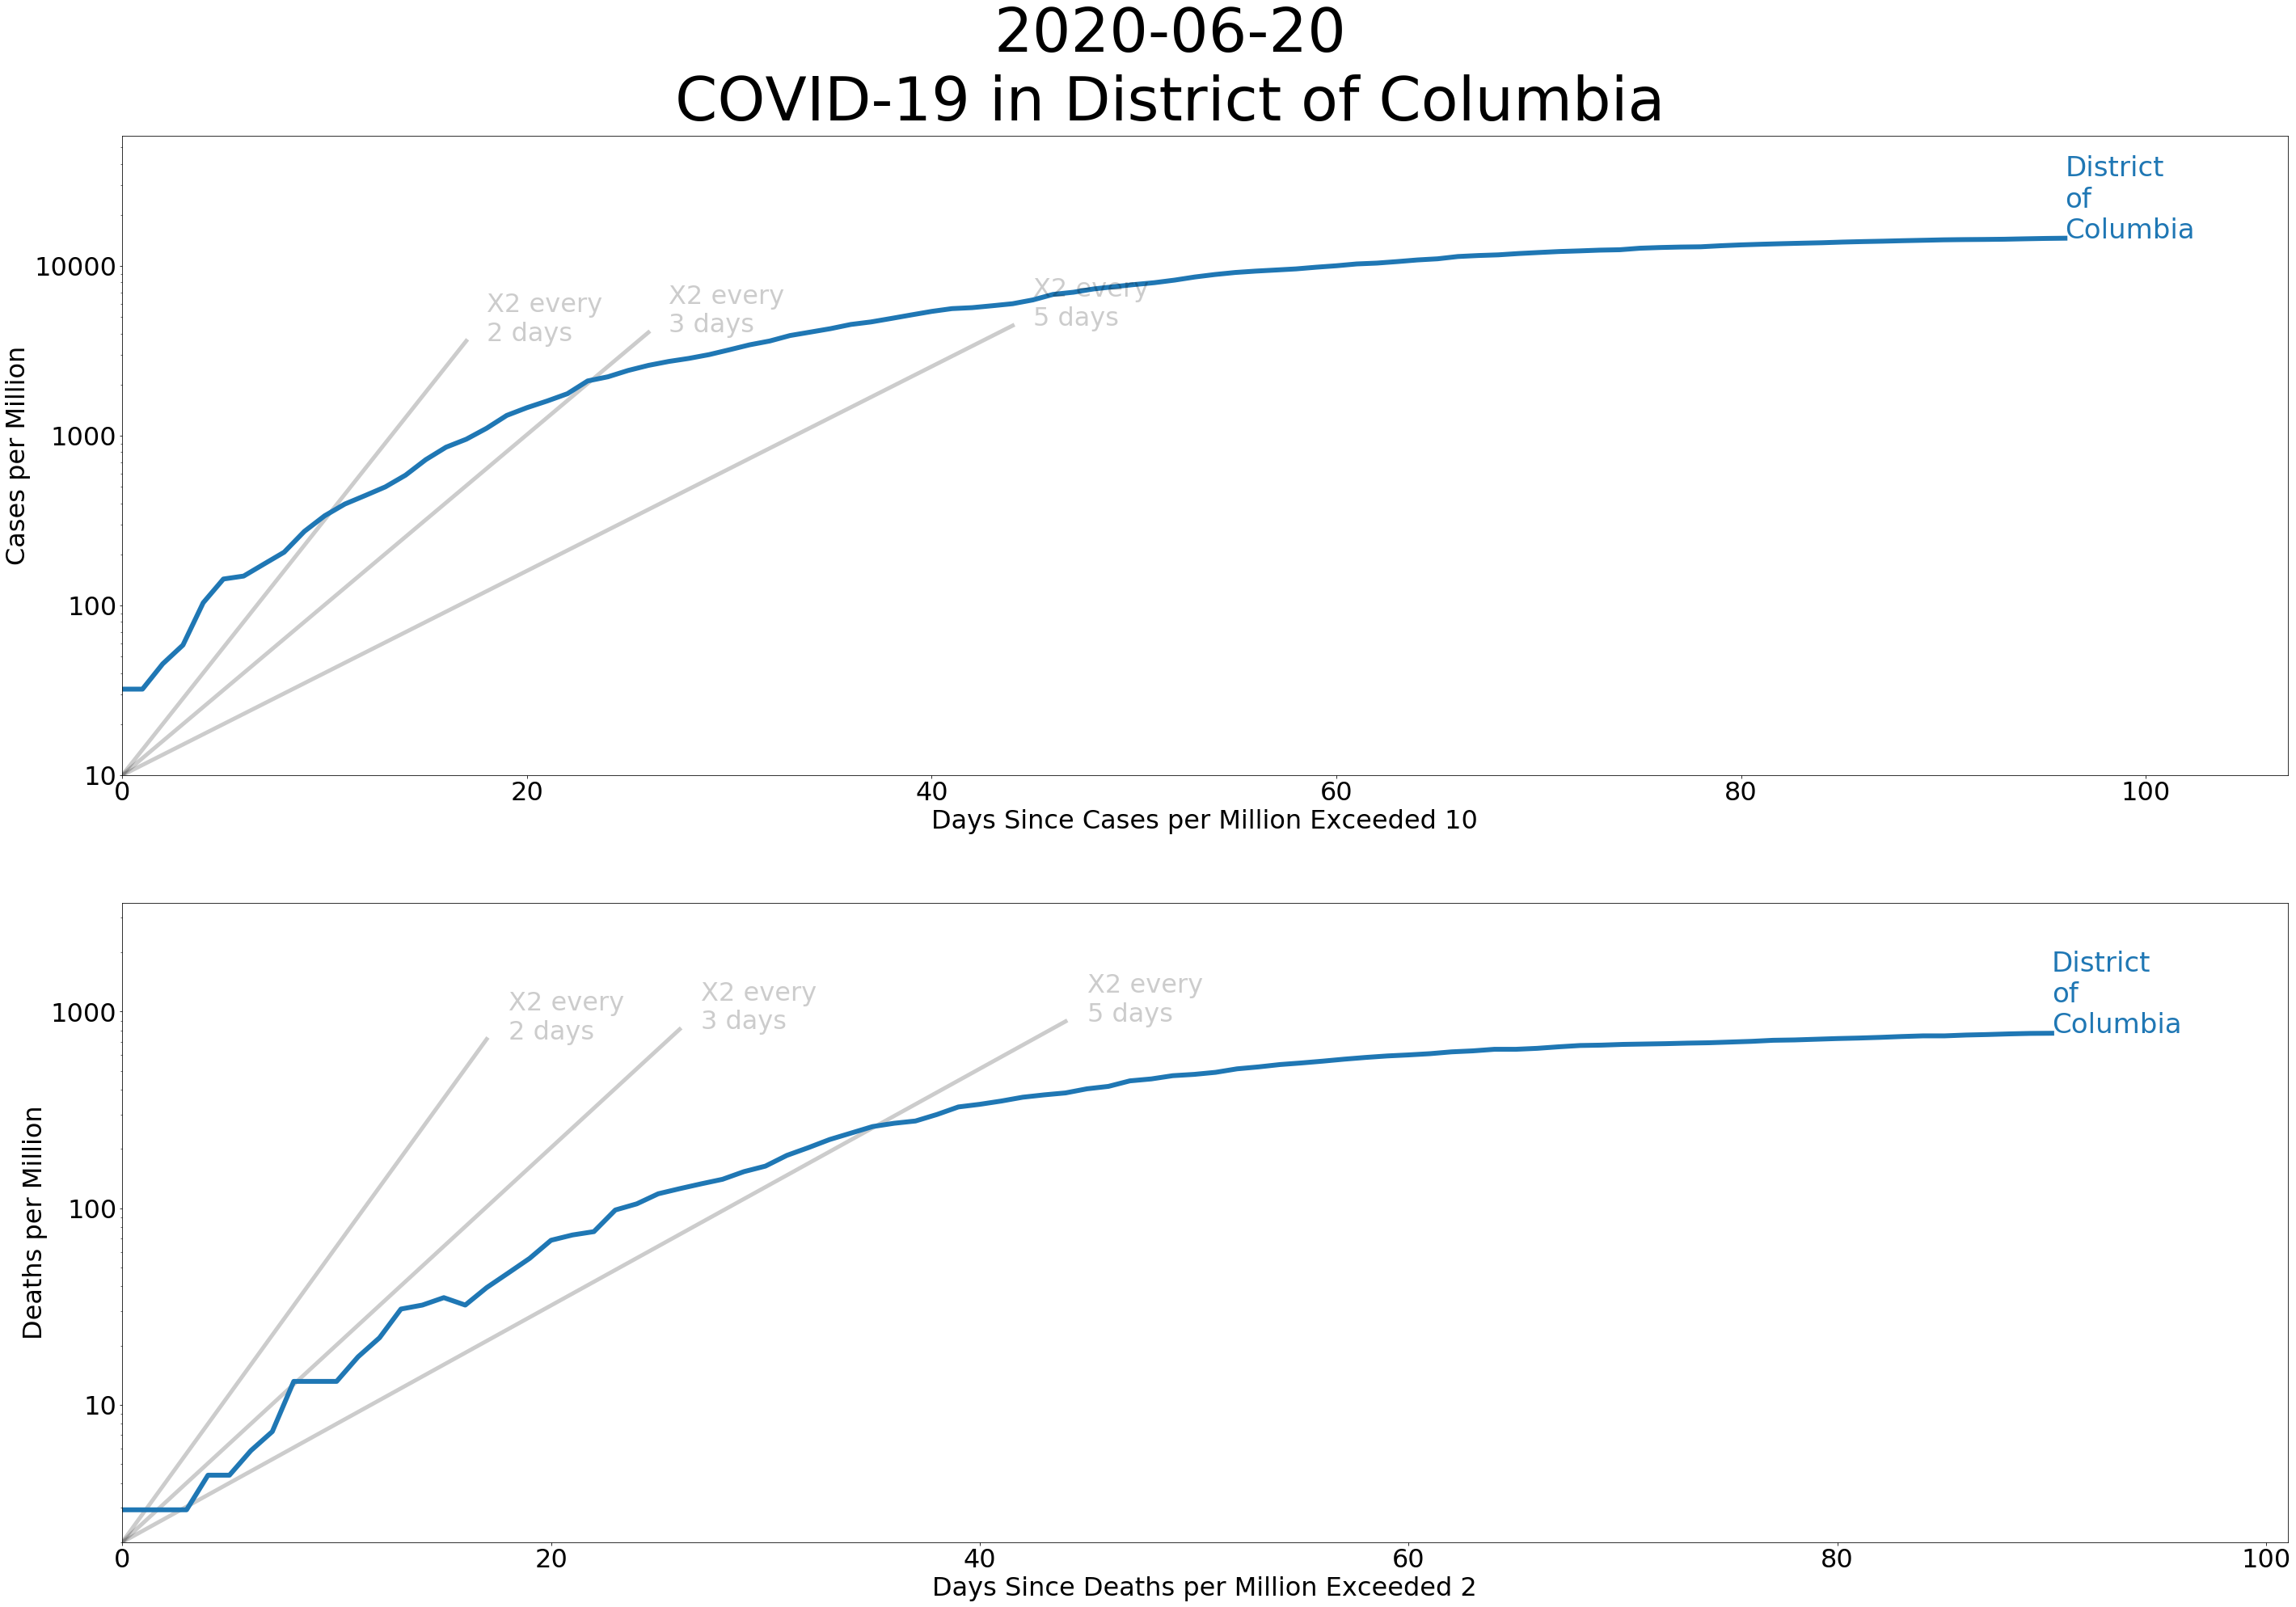 2020-06-20
COVID-19 in District of Columbia
District
of
Columbia
10000
1000
100
10
Cases per Million
X2 every
2 days
X2 every
3 days
X2 every
5 days
0
20
40
60
80
100
Days Since Cases per Million Exceeded 10
District
of
Columbia
1000
100
10
Deaths per Million
X2 every
2 days
X2 every
3 days
X2 every
5 days
0
20
40
60
80
100
Days Since Deaths per Million Exceeded 2